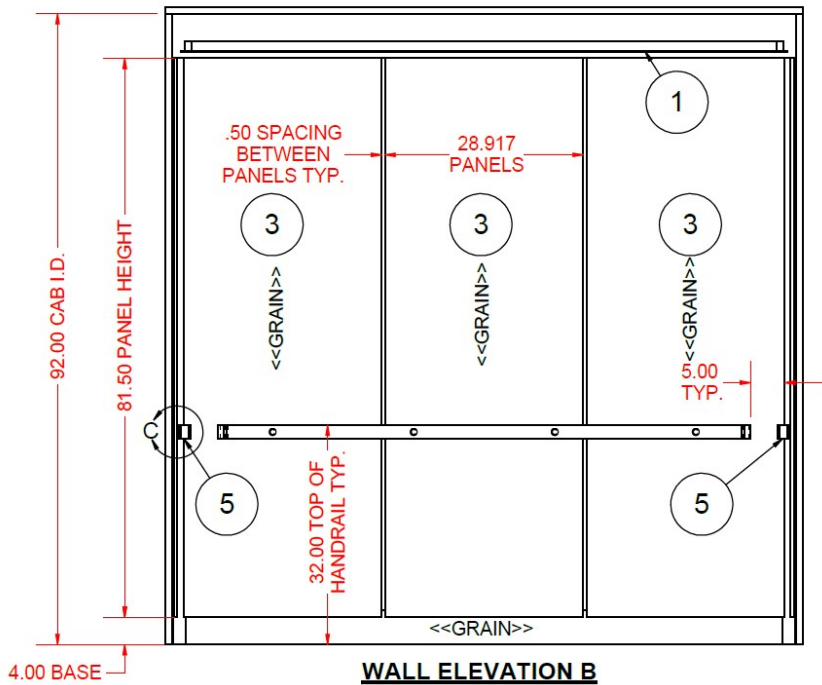 1
.50 SPACING
BETWEEN
PANELS TYP.
28.917
PANELS
3
3
3
<<GRAIN>>
<<GRAIN>>
<<GRAIN>>
92.00 CAB I.D.
81.50 PANEL HEIGHT
5.00
TYP.
C
5
5
32.00 TOP OF
HANDRAIL TYP.
<<GRAIN>>
4.00 BASE
WALL ELEVATION B